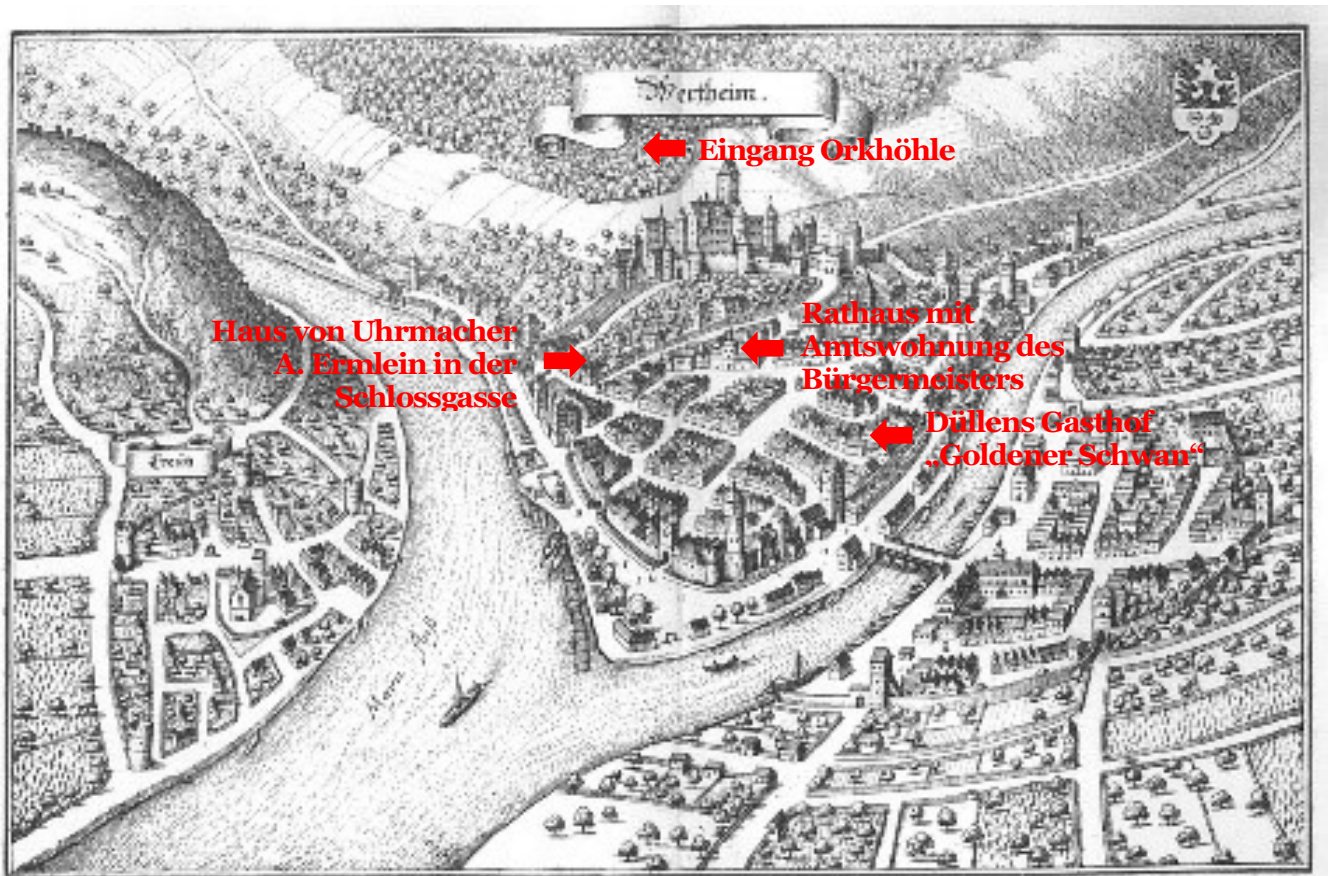 Wertheim.
Eingang Orkhöhle
Haus von Uhrmacher
A. Ermlein in der
Schlossgasse
Rathaus mit
Amtswohnung des
Bürgermeisters
Düllens Gasthof
„Goldener Schwan“